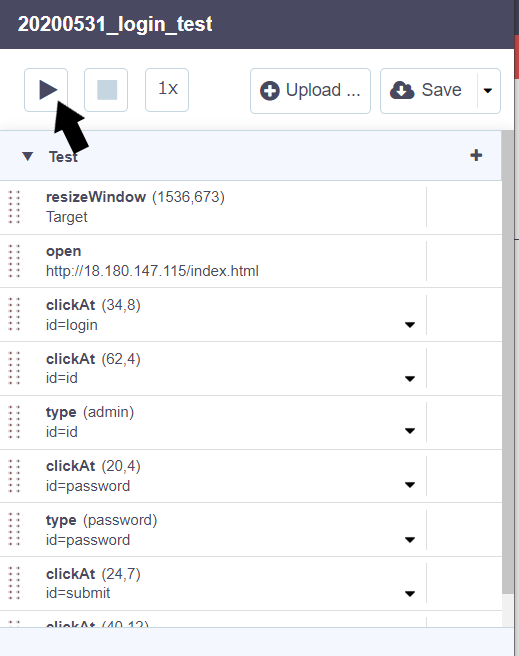 20200531_login_test
1x
Upload ...
Save
Test
resizeWindow (1536,673)
Target
open
http://18.180.147.115/index.html
clickAt (34,8)
id=login
clickAt (62,4)
id=id
type (admin)
id=id
clickAt (20,4)
id=password
type (password)
id=password
clickAt (24,7)
id=submit
clickAt (40,12)